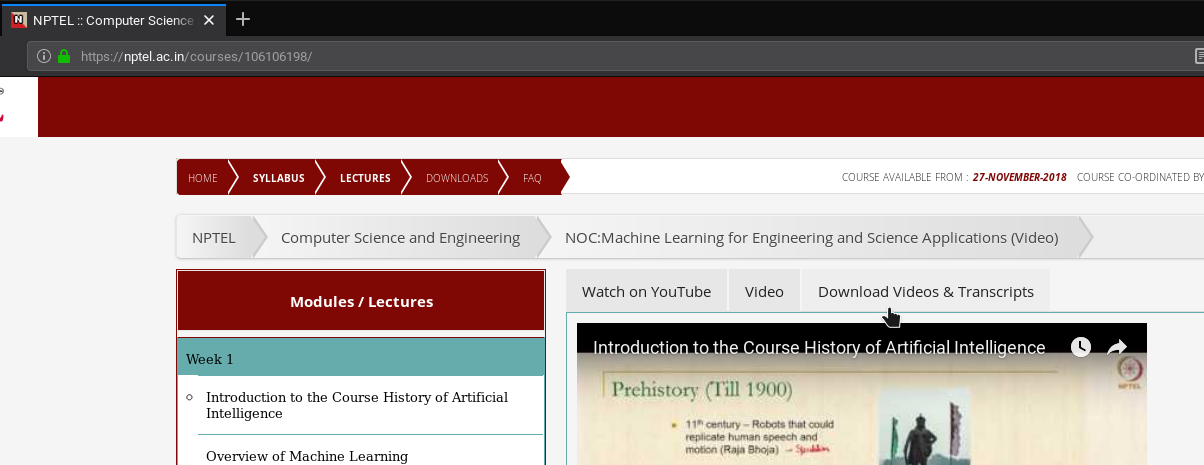 NPTEL :: Computer Science
https://nptel.ac.in/courses/106106198/
HOME
SYLLABUS
LECTURES
DOWNLOADS
FAQ
COURSE AVAILABLE FROM : 27-NOVEMBER-2018 COURSE CO-ORDINATED BY
NPTEL
Computer Science and Engineering
NOC:Machine Learning for Engineering and Science Applications (Video)
Modules / Lectures
Week 1
Introduction to the Course History of Artificial
Intelligence
Overview of Machine Learning
Watch on YouTube
Video
Download Videos & Transcripts
Introduction to the Course History of Artificial Intelligence
Prehistory (Till 1900)
11th century – Robots that could
replicate human speech and
motion (Raja Bhoja)
NPTEL